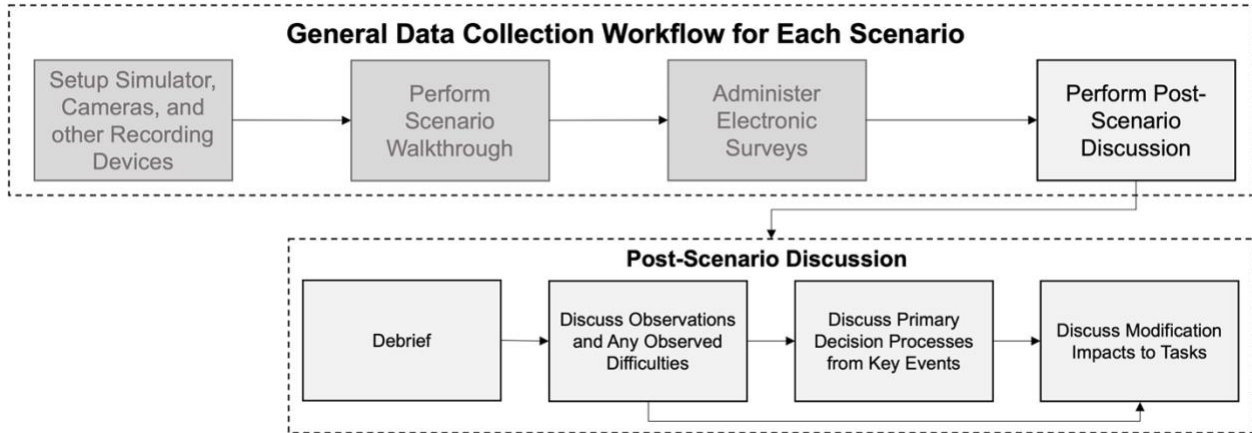 General Data Collection Workflow for Each Scenario
Setup Simulator,
Cameras, and
other Recording
Devices
Perform
Scenario
Walkthrough
Administer
Electronic
Surveys
Perform Post-
Scenario
Discussion
Post-Scenario Discussion
Debrief
Discuss Observations
and Any Observed
Difficulties
Discuss Primary
Decision Processes
from Key Events
Discuss Modification
Impacts to Tasks